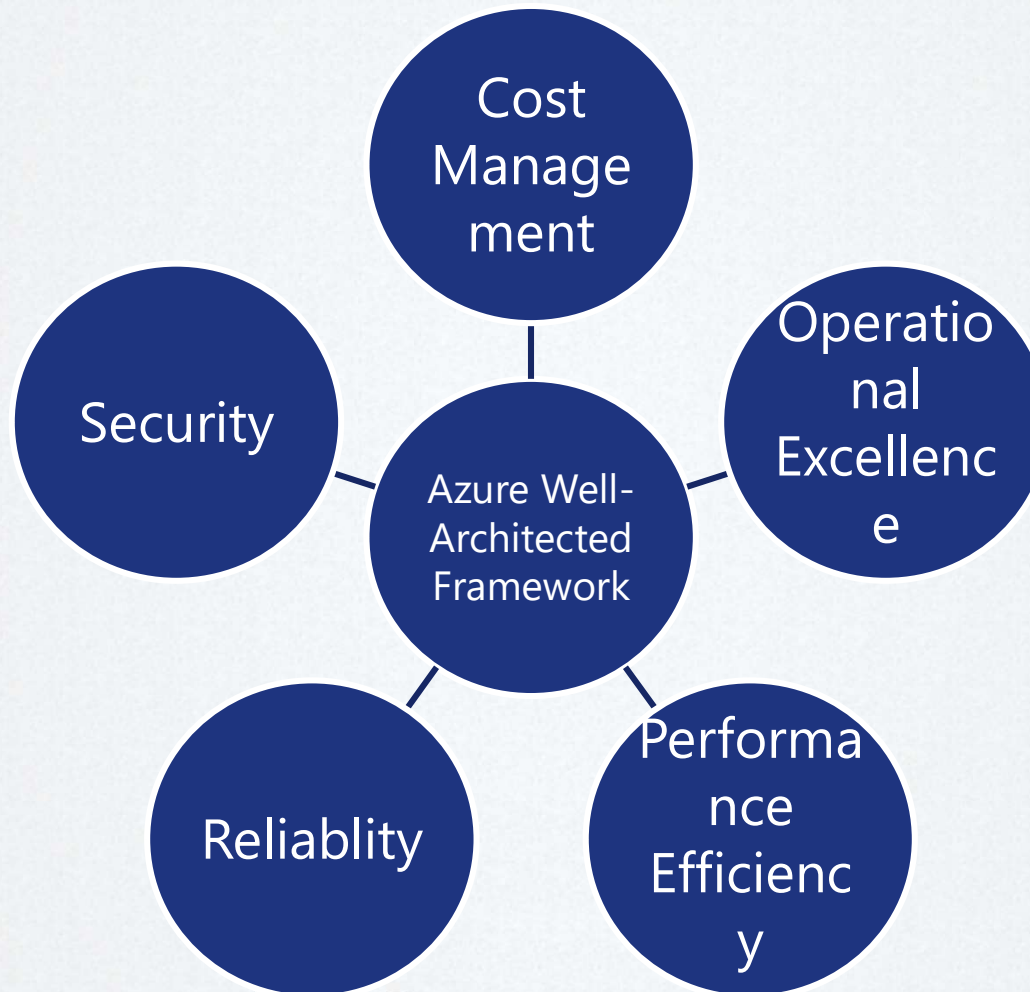 Cost
Manage
ment
Operatio
nal
Excellenc
e
Security
Azure Well-
Architected
Framework
Reliablity
Performa
nce
Efficienc
y